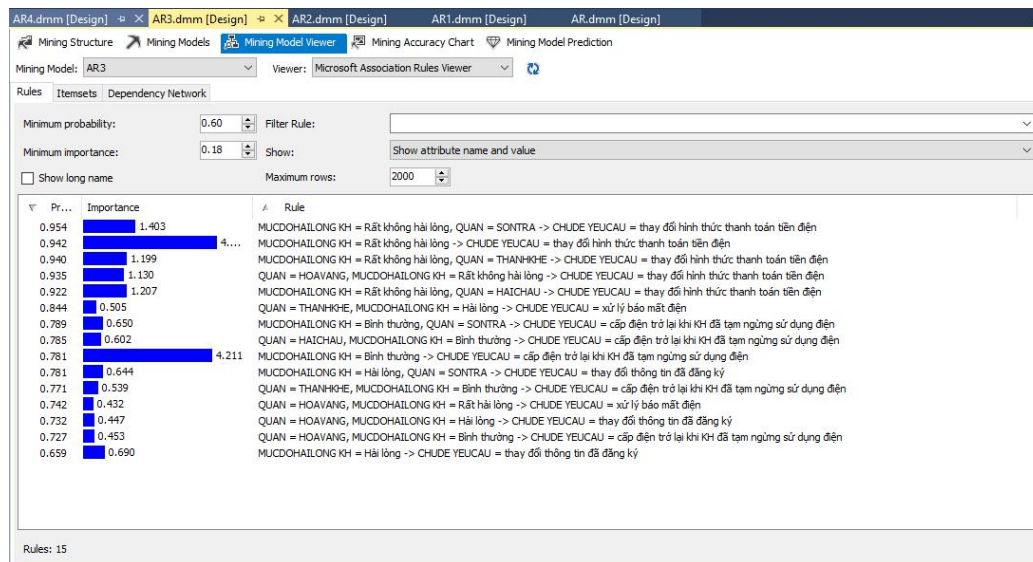 AR4.dmm [Design] AR3.dmm [Design] AR2.dmm [Design] AR1.dmm [Design] AR.dmm [Design]
Mining Structure Mining Models Mining Model Viewer Mining Accuracy Chart Mining Model Prediction
Mining Model: AR3 Viewer: Microsoft Association Rules Viewer
Rules Itemsets Dependency Network
Minimum probability: 0.60 Filter Rule:
Minimum importance: 0.18 Show: Show attribute name and value
Show long name Maximum rows: 2000
Pr... Importance Rule
0.954 1.403 MUCDOHAILONG KH = Rất không hài lòng, QUAN = SONTRA -> CHUDE YEUCAU = thay đổi hình thức thanh toán tiền điện
0.942 4.... MUCDOHAILONG KH = Rất không hài lòng -> CHUDE YEUCAU = thay đổi hình thức thanh toán tiền điện
0.940 1.199 MUCDOHAILONG KH = Rất không hài lòng, QUAN = THANHKHE -> CHUDE YEUCAU = thay đổi hình thức thanh toán tiền điện
0.935 1.130 QUAN = HOAVANG, MUCDOHAILONG KH = Rất không hài lòng -> CHUDE YEUCAU = thay đổi hình thức thanh toán tiền điện
0.922 1.207 MUCDOHAILONG KH = Rất không hài lòng, QUAN = HAICHAU -> CHUDE YEUCAU = thay đổi hình thức thanh toán tiền điện
0.844 0.505 QUAN = THANHKHE, MUCDOHAILONG KH = Hài lòng -> CHUDE YEUCAU = xử lý báo mất điện
0.789 0.650 MUCDOHAILONG KH = Bình thường, QUAN = SONTRA -> CHUDE YEUCAU = cấp điện trở lại khi KH đã tạm ngừng sử dụng điện
0.785 0.602 QUAN = HAICHAU, MUCDOHAILONG KH = Bình thường -> CHUDE YEUCAU = cấp điện trở lại khi KH đã tạm ngừng sử dụng điện
0.781 4.211 MUCDOHAILONG KH = Bình thường -> CHUDE YEUCAU = cấp điện trở lại khi KH đã tạm ngừng sử dụng điện
0.781 0.644 MUCDOHAILONG KH = Hài lòng, QUAN = SONTRA -> CHUDE YEUCAU = thay đổi thông tin đã đăng ký
0.771 0.539 QUAN = THANHKHE, MUCDOHAILONG KH = Bình thường -> CHUDE YEUCAU = cấp điện trở lại khi KH đã tạm ngừng sử dụng điện
0.742 0.432 QUAN = HOAVANG, MUCDOHAILONG KH = Rất hài lòng -> CHUDE YEUCAU = xử lý báo mất điện
0.732 0.447 QUAN = HOAVANG, MUCDOHAILONG KH = Hài lòng -> CHUDE YEUCAU = thay đổi thông tin đã đăng ký
0.727 0.453 QUAN = HOAVANG, MUCDOHAILONG KH = Bình thường -> CHUDE YEUCAU = cấp điện trở lại khi KH đã tạm ngừng sử dụng điện
0.659 0.690 MUCDOHAILONG KH = Hài lòng -> CHUDE YEUCAU = thay đổi thông tin đã đăng ký
Rules: 15